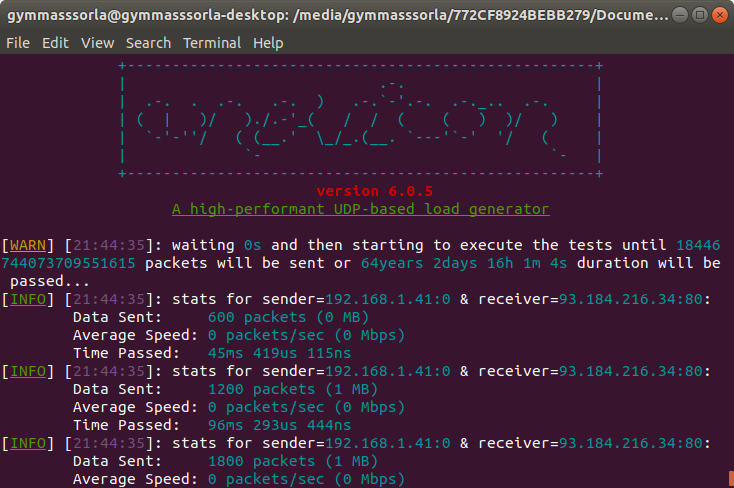 gymmasssorla@gymmasssorla-desktop: /media/gymmasssorla/772CF8924BEBB279/Docume...
File Edit View Search Terminal Help
+----------------------------------------------------+
|                            .-.                     |
|  .-.  .  .-.   .-.  )   .-.`-'.-.  .-._..  .-.     |
| (  |   )/   )./.-'_(   /  /  (    (   ) )/   )    |
|  `-'-''/   ( (__.'  \_/_.(__. `---'`-'  '/   (     |
|             `-                                `-   |
+----------------------------------------------------+
version 6.0.5
A high-performant UDP-based load generator
[WARN] [21:44:35]: waiting 0s and then starting to execute the tests until 18446
744073709551615 packets will be sent or 64years 2days 16h 1m 4s duration will be
passed...
[INFO] [21:44:35]: stats for sender=192.168.1.41:0 & receiver=93.184.216.34:80:
Data Sent: 600 packets (0 MB)
Average Speed: 0 packets/sec (0 Mbps)
Time Passed: 45ms 419us 115ns
[INFO] [21:44:35]: stats for sender=192.168.1.41:0 & receiver=93.184.216.34:80:
Data Sent: 1200 packets (1 MB)
Average Speed: 0 packets/sec (0 Mbps)
Time Passed: 96ms 293us 444ns
[INFO] [21:44:35]: stats for sender=192.168.1.41:0 & receiver=93.184.216.34:80:
Data Sent: 1800 packets (1 MB)
Average Speed: 0 packets/sec (0 Mbps)